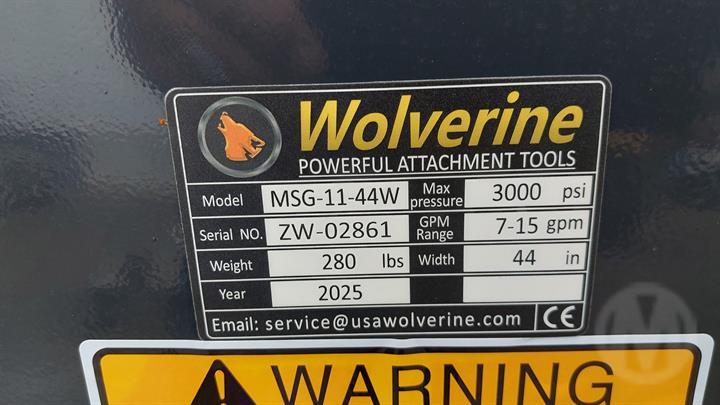 Wolverine
POWERFUL ATTACHMENT TOOLS
Model MSG-11-44W Max pressure 3000 psi
Serial NO. ZW-02861 GPM Range 7-15 gpm
Weight 280 lbs Width 44 in
Year 2025
Email: service@usawolverine.com CE
WARNING